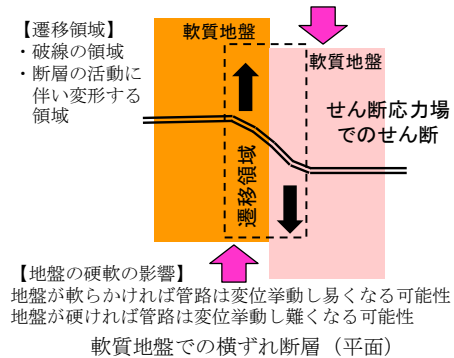 【遷移領域】
・破線の領域
・断層の活動に
伴い変形する
領域
軟質地盤
軟質地盤
せん断応力場
でのせん断
遷移領域
【地盤の硬軟の影響】
地盤が軟らかければ管路は変位挙動し易くなる可能性
地盤が硬ければ管路は変位挙動し難くなる可能性
軟質地盤での横ずれ断層（平面）